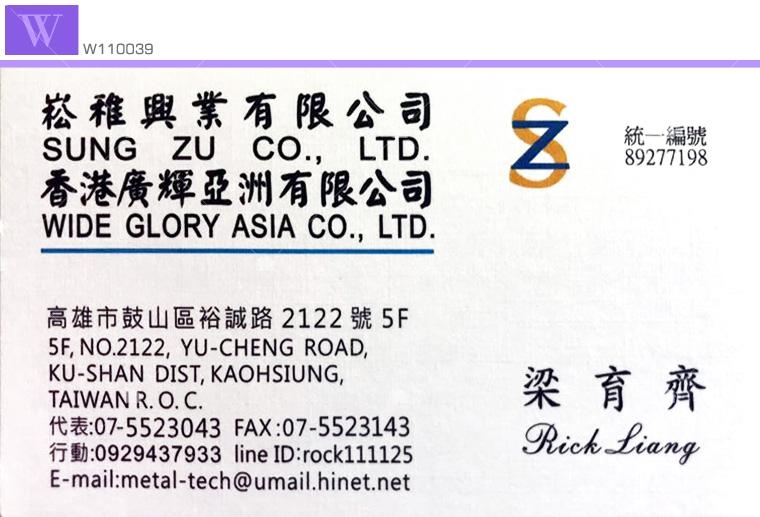 W
W110039
崧雅興業有限公司
SUNG ZU CO., LTD.
香港廣輝亞洲有限公司
WIDE GLORY ASIA CO., LTD.
SZ
統一編號
89277198
高雄市鼓山區裕誠路 2122 號 5F
5F, NO.2122, YU-CHENG ROAD,
KU-SHAN DIST, KAOHSIUNG,
TAIWAN R. O. C.
代表:07-5523043 FAX:07-5523143
行動:0929437933 line ID:rock111125
E-mail:metal-tech@umail.hinet.net
梁育齊
Rick Liang